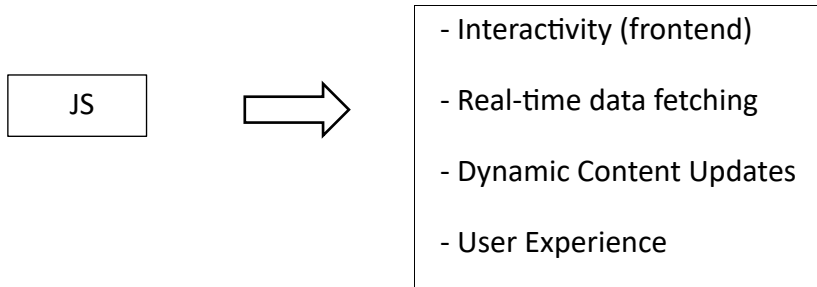 JS
- Interactivity (frontend)
- Real-time data fetching
- Dynamic Content Updates
- User Experience